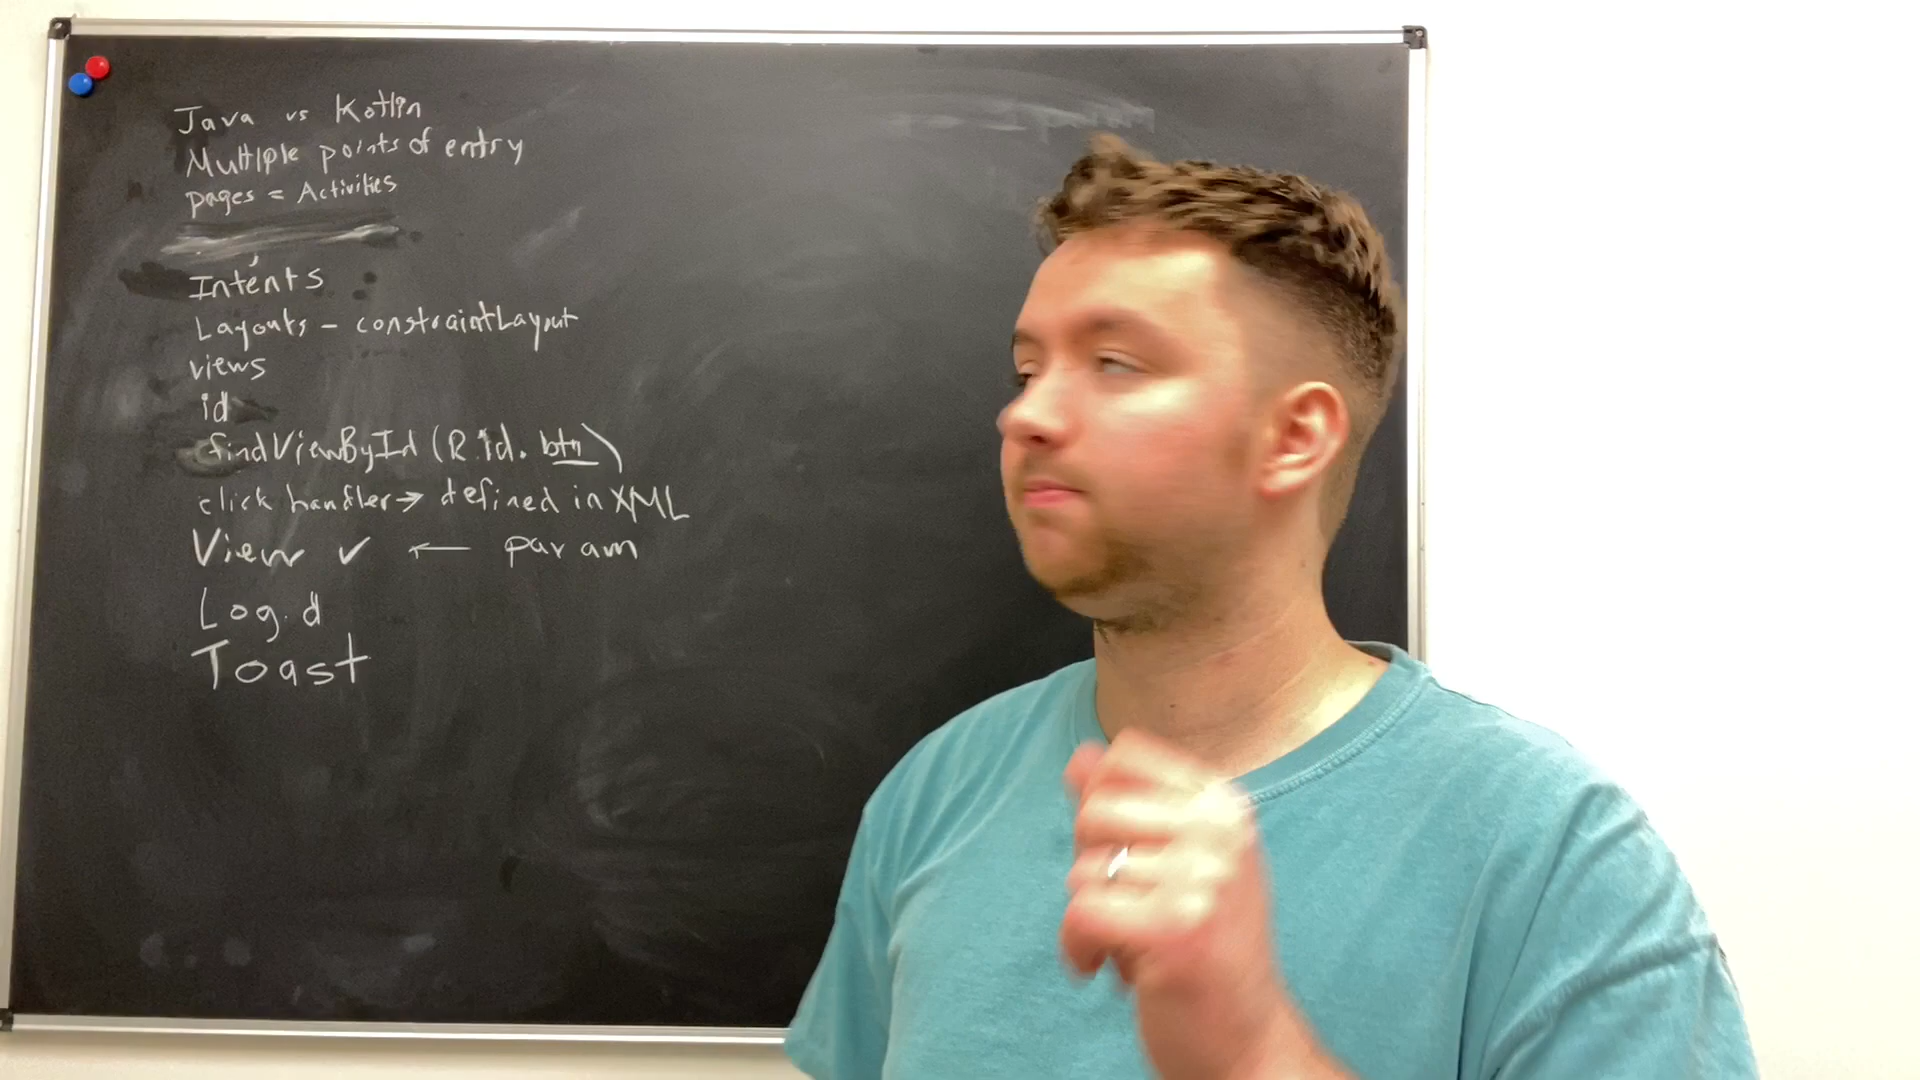 Java vs Kotlin
Multiple points of entry
pages = Activities
Intents
Layouts - constraintLayout
views
id
findViewById (R.id.btn)
click handler → defined in XML
View v ← param
Log.d
Toast